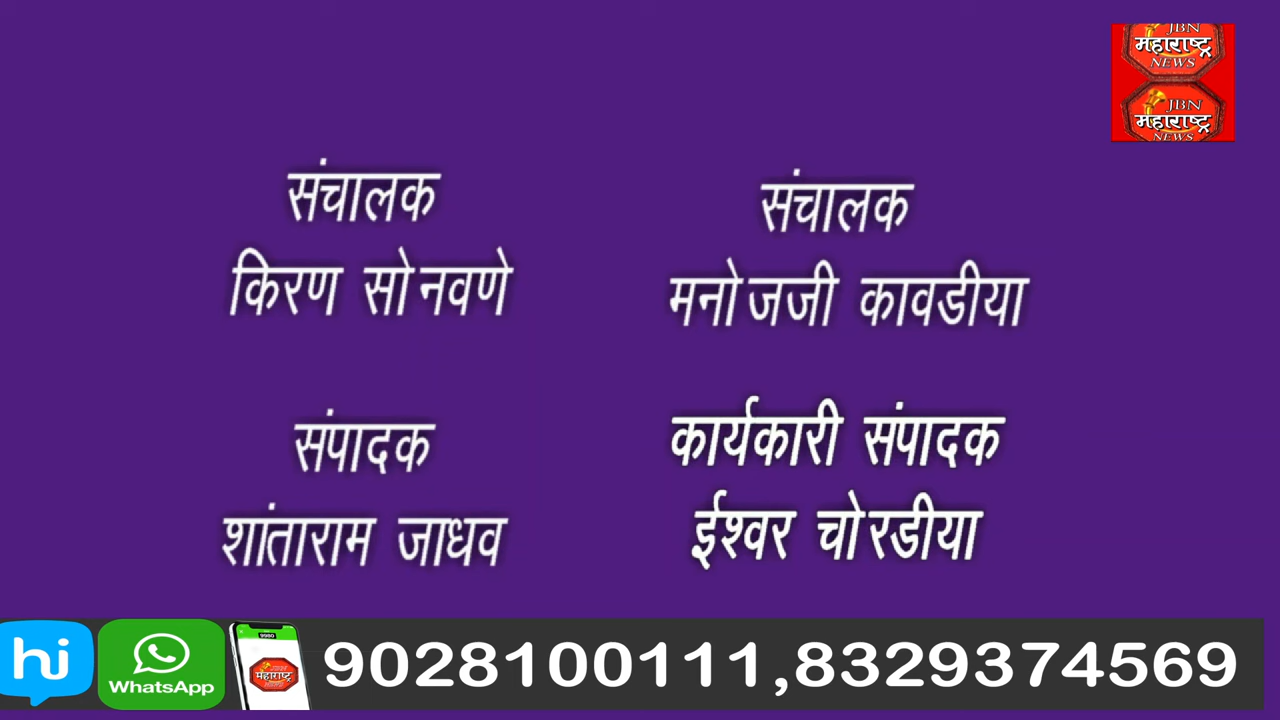 JBN
महाराष्ट्र
NEWS
JBN
महाराष्ट्र
NEWS
संचालक
किरण सोनवणे
संचालक
मनोजजी कावडीया
संपादक
शांताराम जाधव
कार्यकारी संपादक
ईश्वर चोरडीया
hi
WhatsApp
महाराष्ट्र
9028100111,8329374569